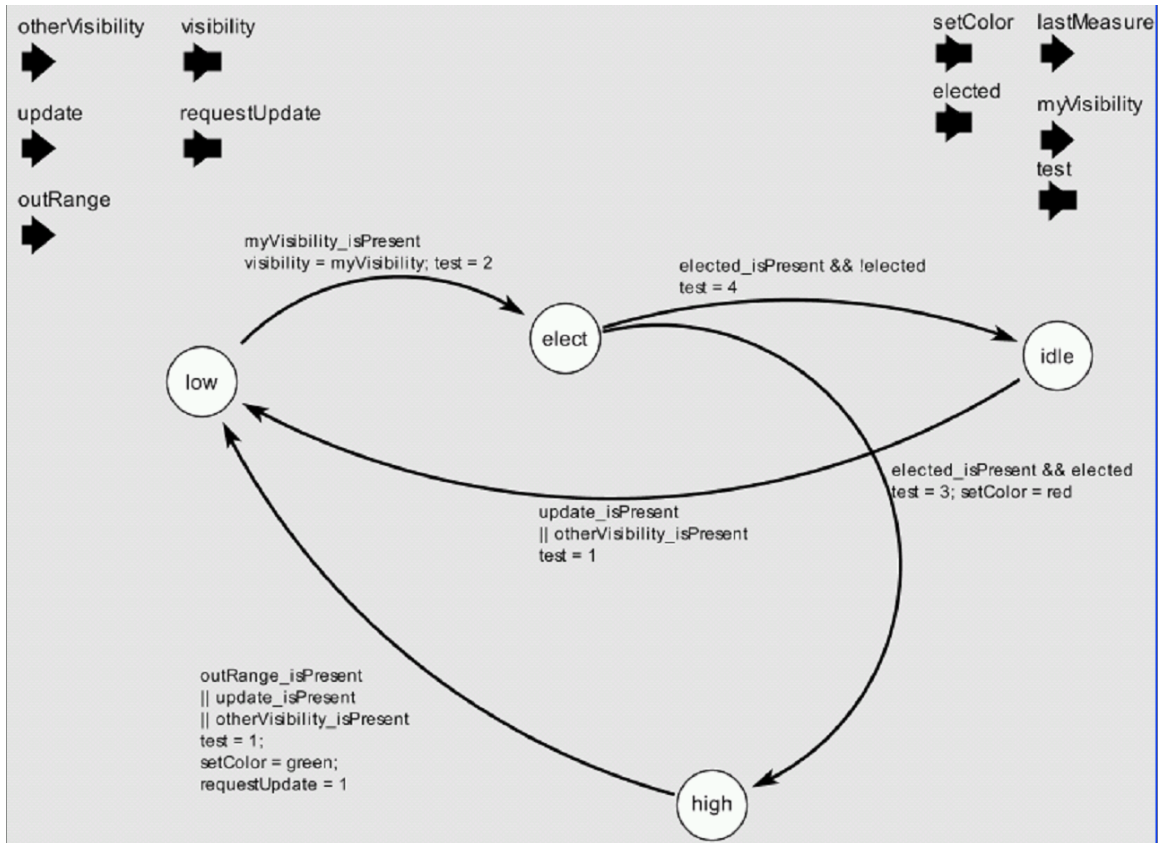 otherVisibility visibility
update requestUpdate
outRange
setColor lastMeasure
elected myVisibility
test
myVisibility_isPresent
visibility = myVisibility; test = 2
elected_isPresent && !elected
test = 4
elect
idle
low
elected_isPresent && elected
test = 3; setColor = red
update_isPresent
|| otherVisibility_isPresent
test = 1
outRange_isPresent
|| update_isPresent
|| otherVisibility_isPresent
test = 1;
setColor = green;
requestUpdate = 1
high